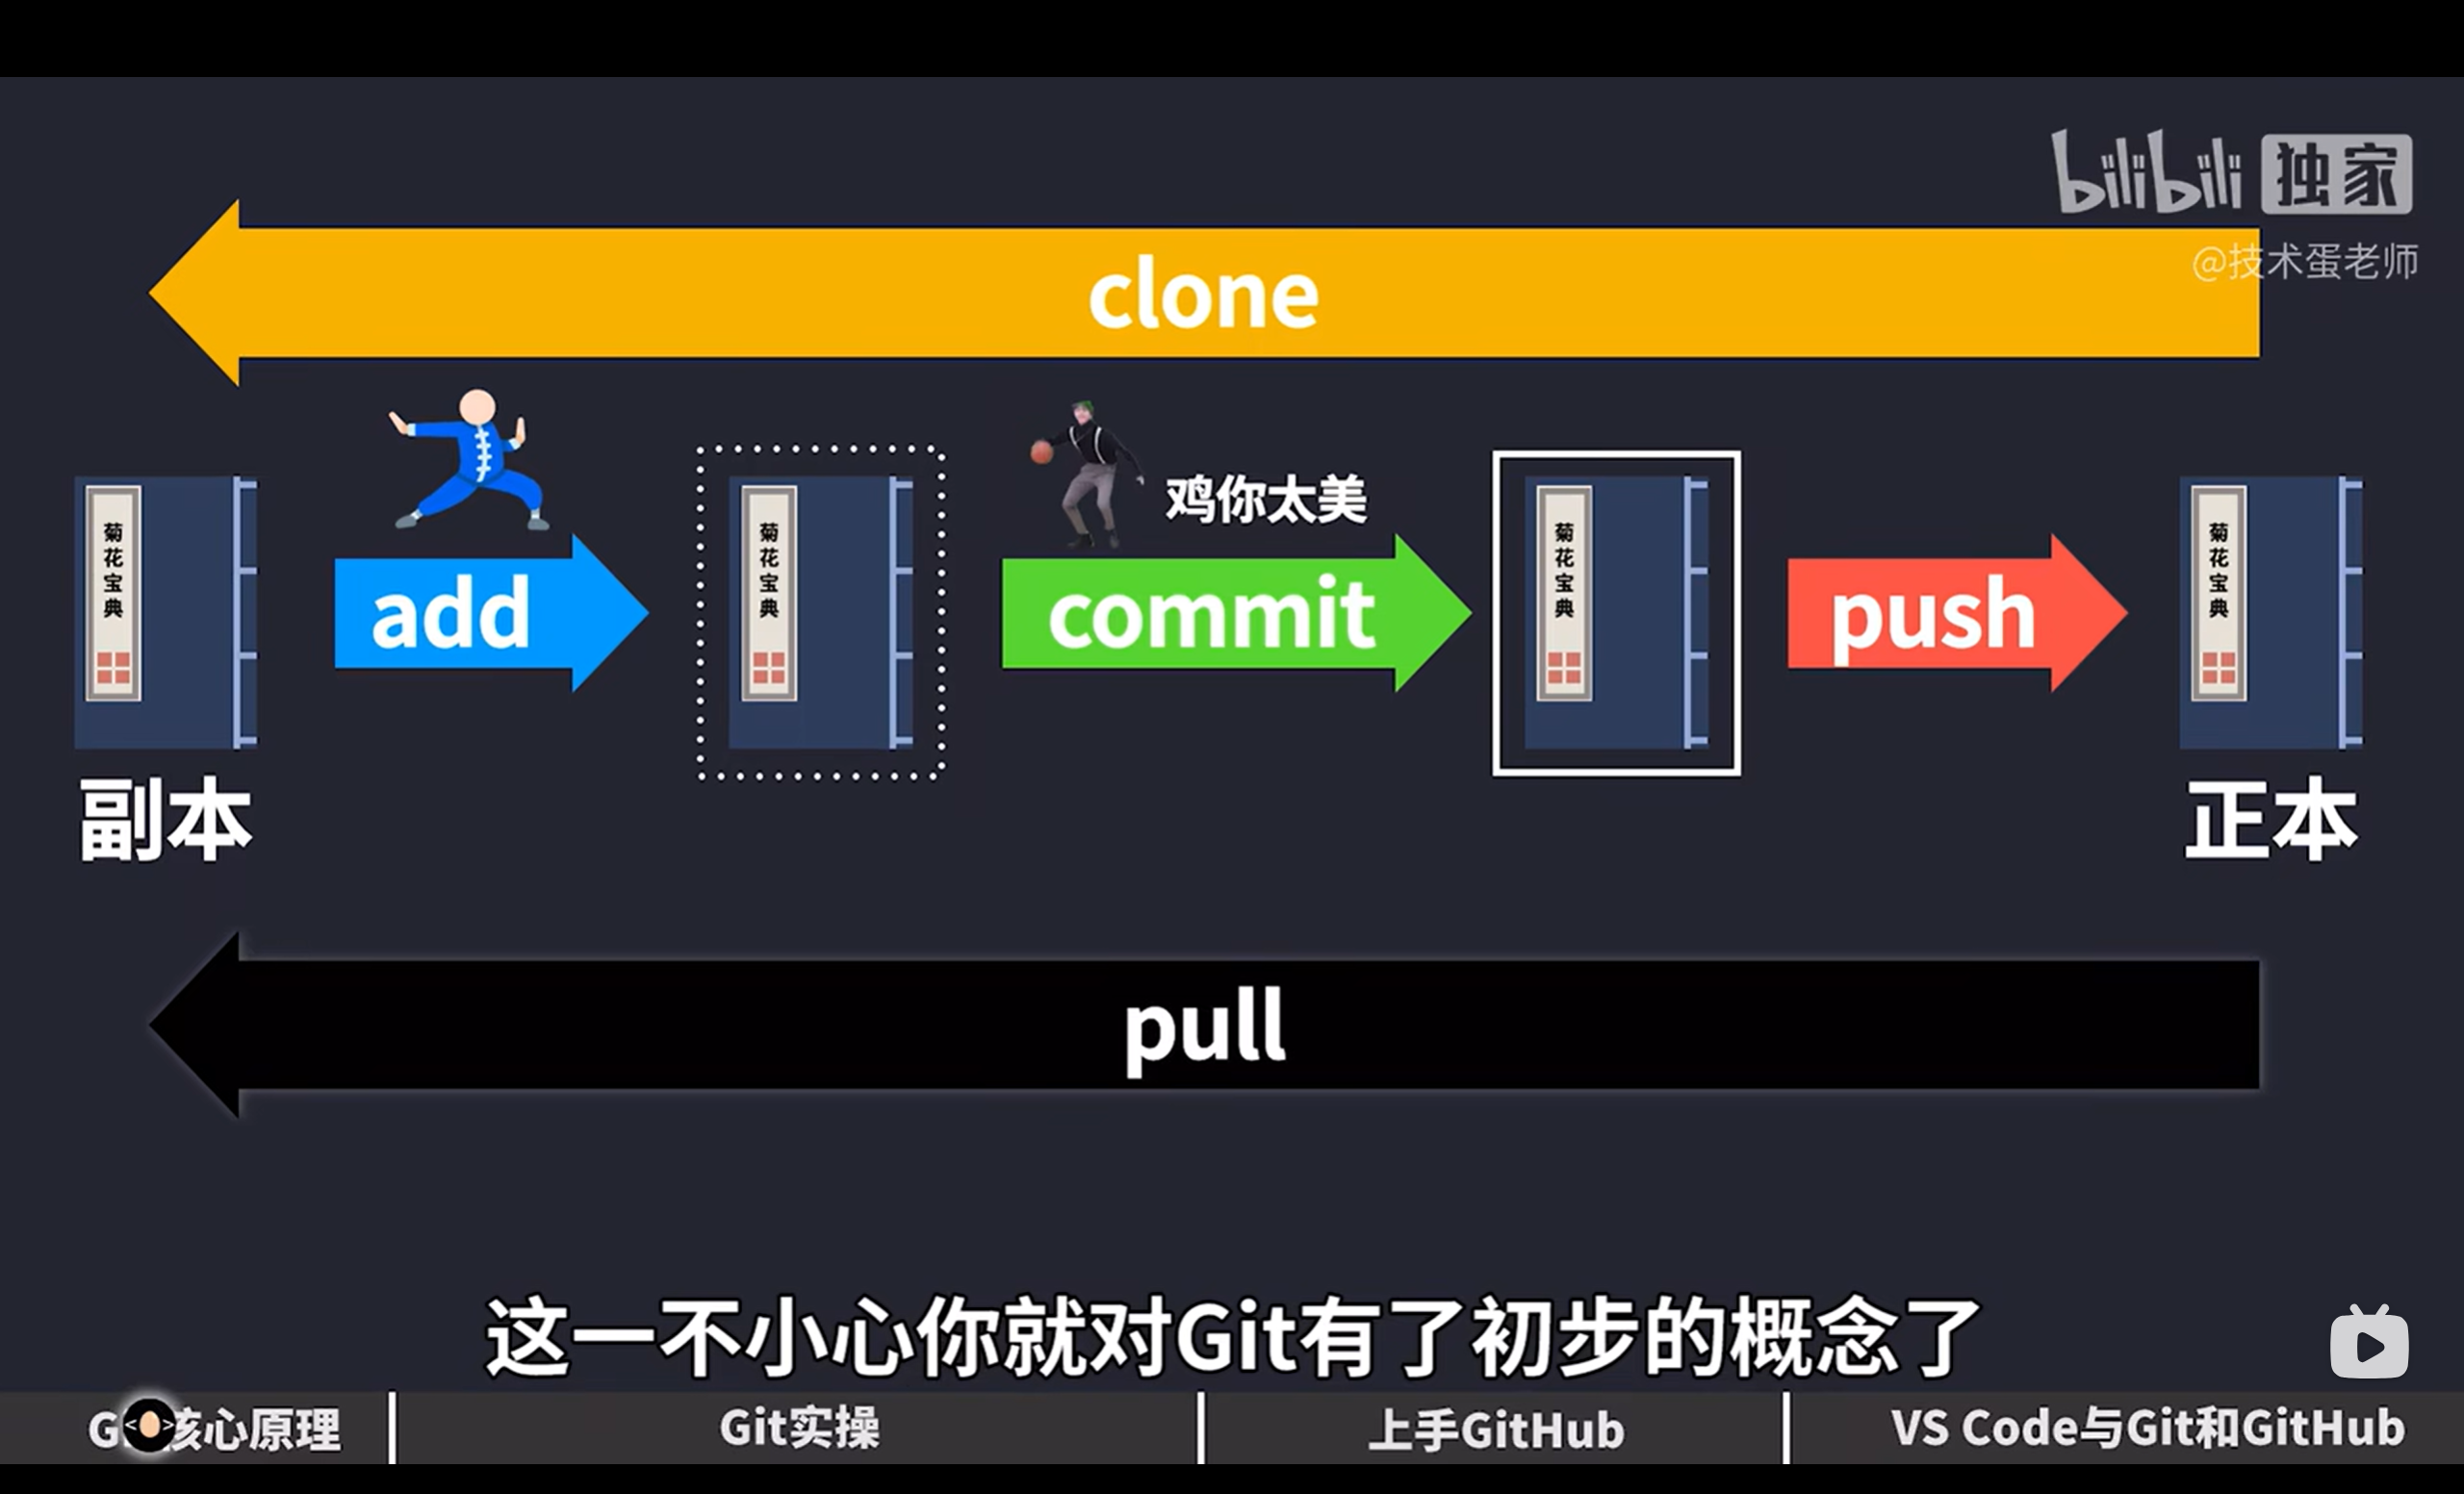 bilibili 独家
@技术蛋老师
clone
鸡你太美
菊花宝典
add
菊花宝典
commit
菊花宝典
push
菊花宝典
副本
正本
pull
这一不小心你就对Git有了初步的概念了
<>
核心原理
Git实操
上手GitHub
VS Code与Git和GitHub